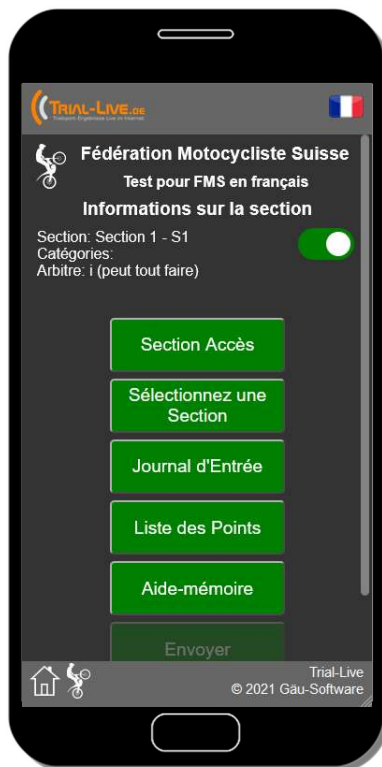 TRIAL-LIVE.DE
Fédération Motocycliste Suisse
Test pour FMS en français
Informations sur la section
Section: Section 1 - S1
Catégories:
Arbitre: i (peut tout faire)
Section Accès
Sélectionnez une
Section
Journal d'Entrée
Liste des Points
Aide-mémoire
Envoyer
Trial-Live
© 2021 Gäu-Software